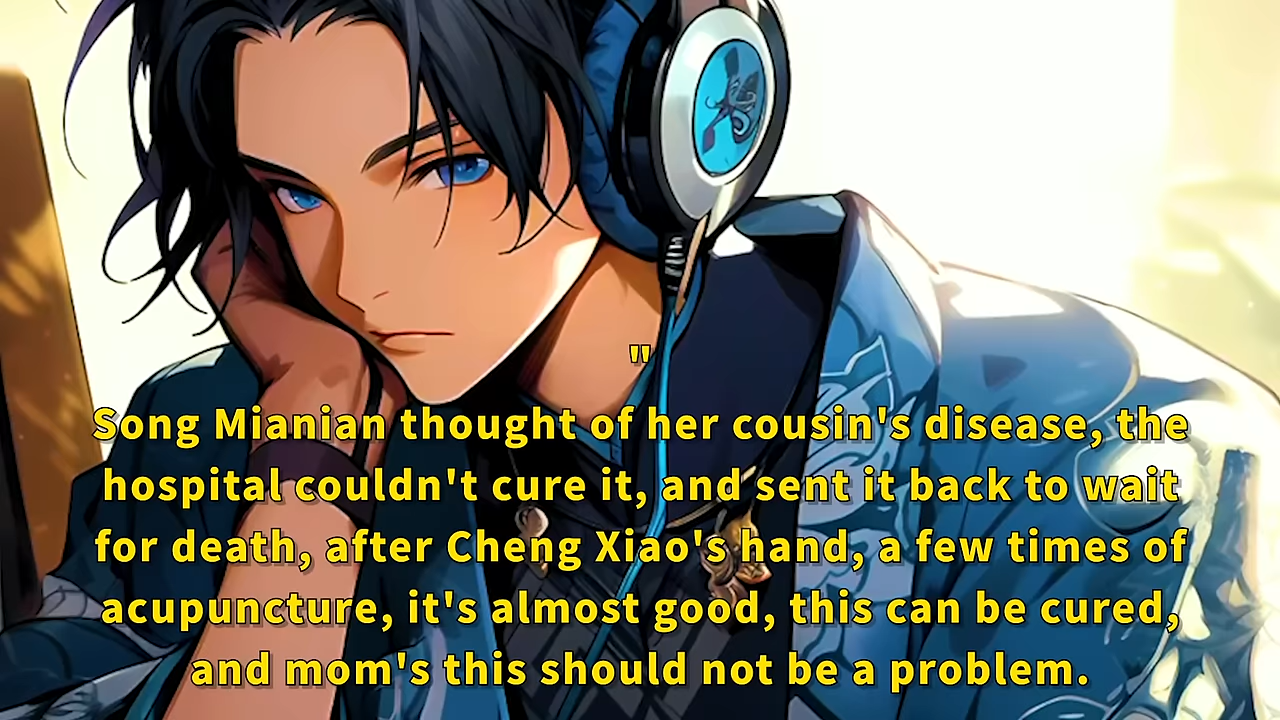 "
Song Mianian thought of her cousin's disease, the
hospital couldn't cure it, and sent it back to wait
for death, after Cheng Xiao's hand, a few times of
acupuncture, it's almost good, this can be cured,
and mom's this should not be a problem.